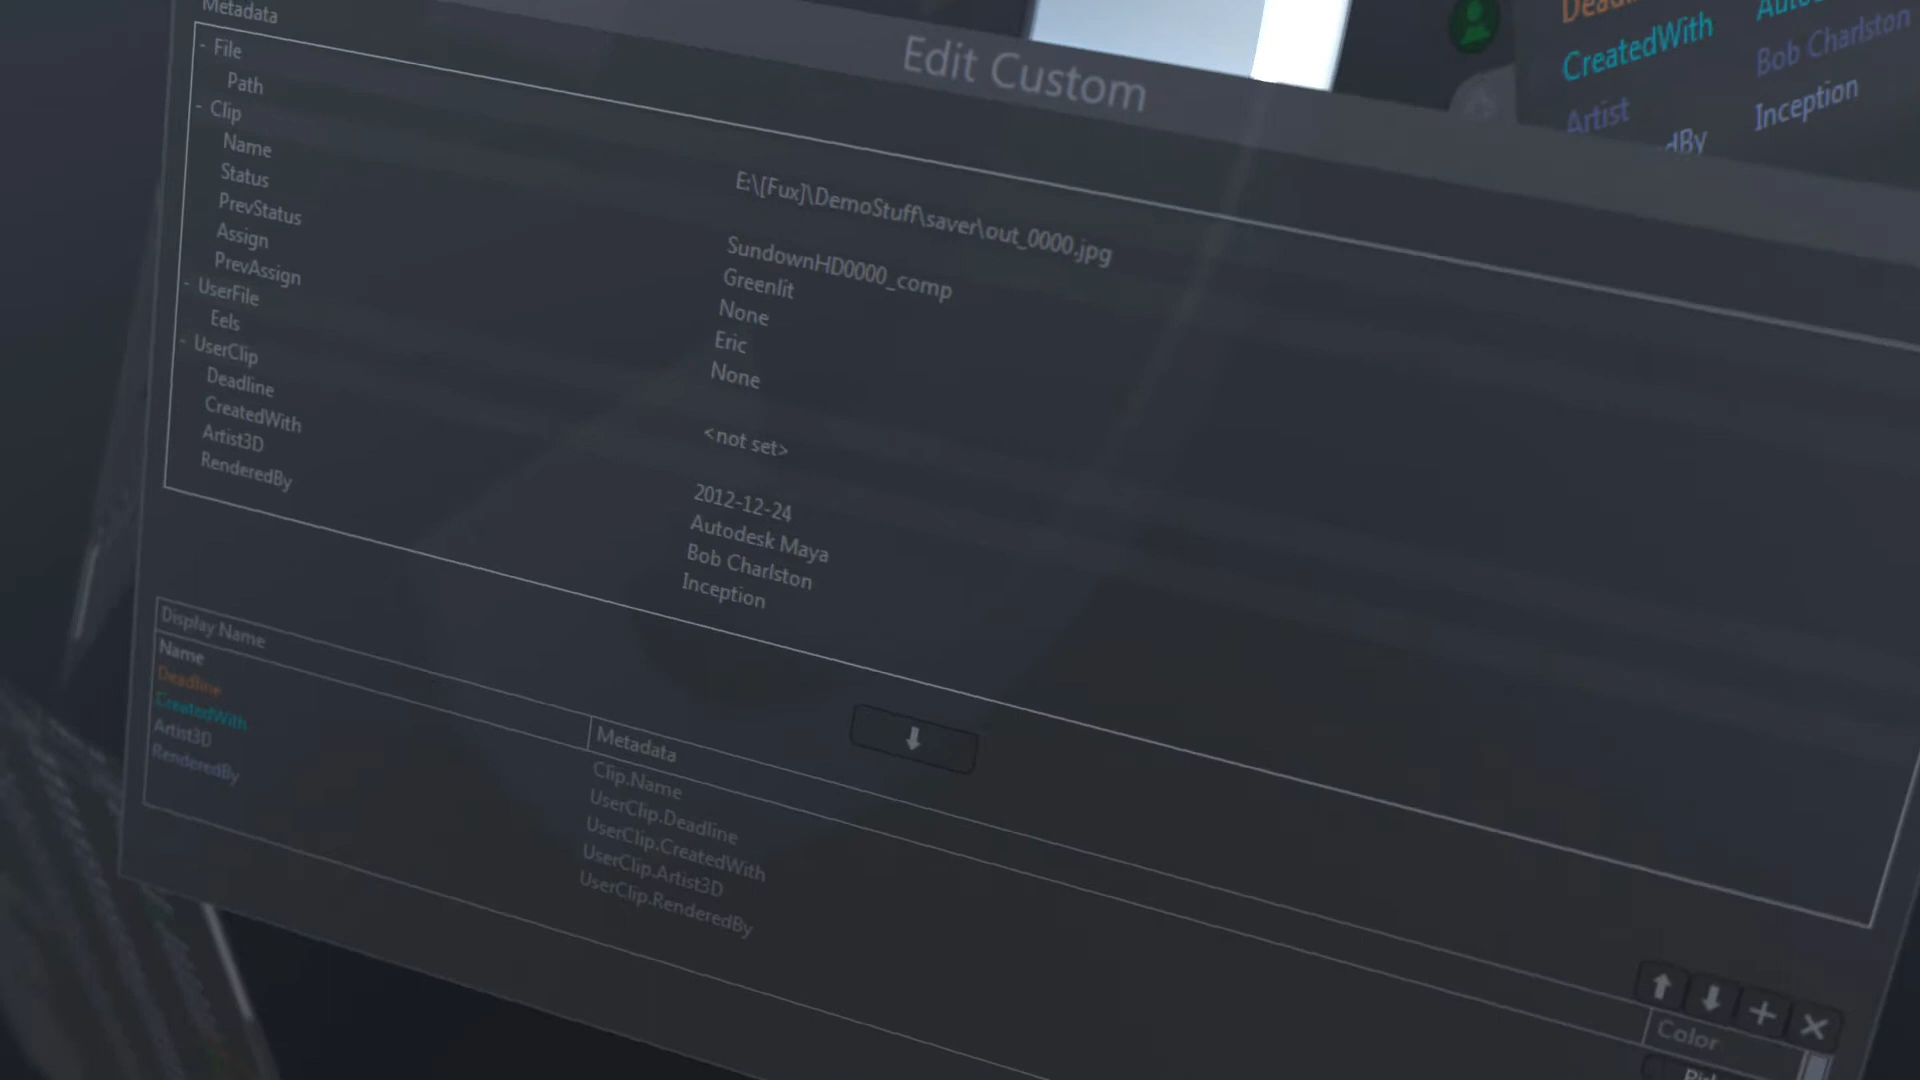 Metadata
- File
Path
E:\[Fux]\DemoStuff\saver\out_0000.jpg
- Clip
Name
SundownHD0000_comp
Status
Greenlit
PrevStatus
None
Assign
Eric
PrevAssign
None
- UserFile
Eels
<not set>
- UserClip
Deadline
2012-12-24
CreatedWith
Autodesk Maya
Artist3D
Bob Charlston
RenderedBy
Inception
Edit Custom
CreatedWith
Artist
Bob Charlston
Inception
Display Name
Metadata
Color
Name
Clip.Name
Deadline
UserClip.Deadline
CreatedWith
UserClip.CreatedWith
Artist3D
UserClip.Artist3D
RenderedBy
UserClip.RenderedBy